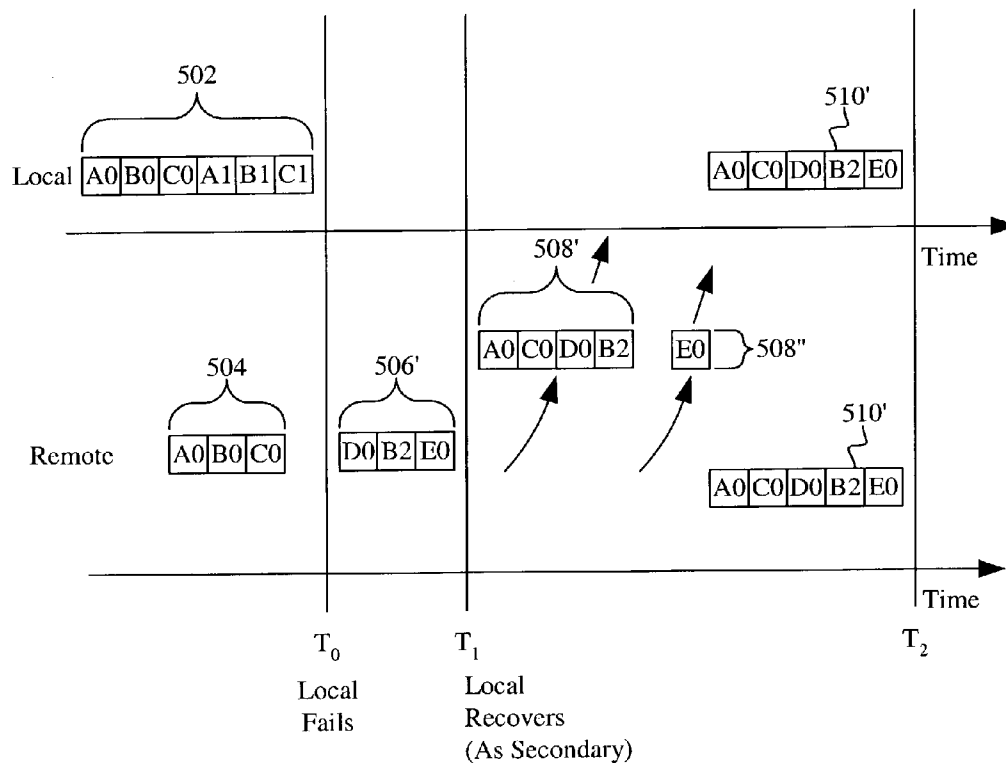 502
510'
Local A0 B0 C0 A1 B1 C1
A0 C0 D0 B2 E0
Time
508'
A0 C0 D0 B2
E0
508"
504
506'
510'
Remote A0 B0 C0
D0 B2 E0
A0 C0 D0 B2 E0
Time
T0
T1
T2
Local
Fails
Local
Recovers
(As Secondary)